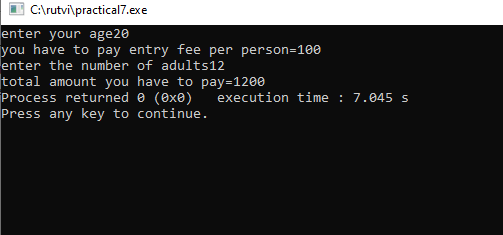 C:\rutvi\practical7.exe
enter your age20
you have to pay entry fee per person=100
enter the number of adults12
total amount you have to pay=1200
Process returned 0 (0x0)   execution time : 7.045 s
Press any key to continue.